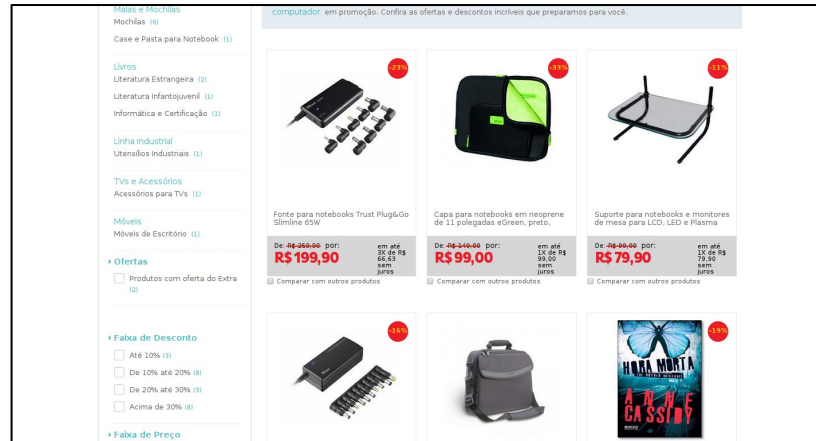 Malas e Mochilas
Mochilas (6)
Case e Pasta para Notebook (1)
Livros
Literatura Estrangeira (2)
Literatura Infantojuvenil (1)
Informática e Certificação (1)
Linha Industrial
Utensílios Industriais (1)
TVs e Acessórios
Acessórios para TVs (1)
Móveis
Móveis de Escritório (1)
Ofertas
Produtos com oferta do Extra
(2)
Faixa de Desconto
Até 10% (3)
De 10% até 20% (8)
De 20% até 30% (3)
Acima de 30% (8)
Faixa de Preço
computador em promoção. Confira as ofertas e descontos incríveis que preparamos para você.
-23%
Fonte para notebooks Trust Plug&Go
Slimline 65W
De: R$ 259,00 por:
R$ 199,90
em até
3X de R$
66,63
sem
juros
Comparar com outros produtos
-33%
Capa para notebooks em neoprene
de 11 polegadas eGreen, preto,
De: R$ 149,00 por:
R$ 99,00
em até
1X de R$
99,00
sem
juros
Comparar com outros produtos
-11%
Suporte para notebooks e monitores
de mesa para LCD, LED e Plasma
De: R$ 90,00 por:
R$ 79,90
em até
1X de R$
79,90
sem
juros
Comparar com outros produtos
-16%
-19%
HORA MORTA
ANNE
CASSIDY